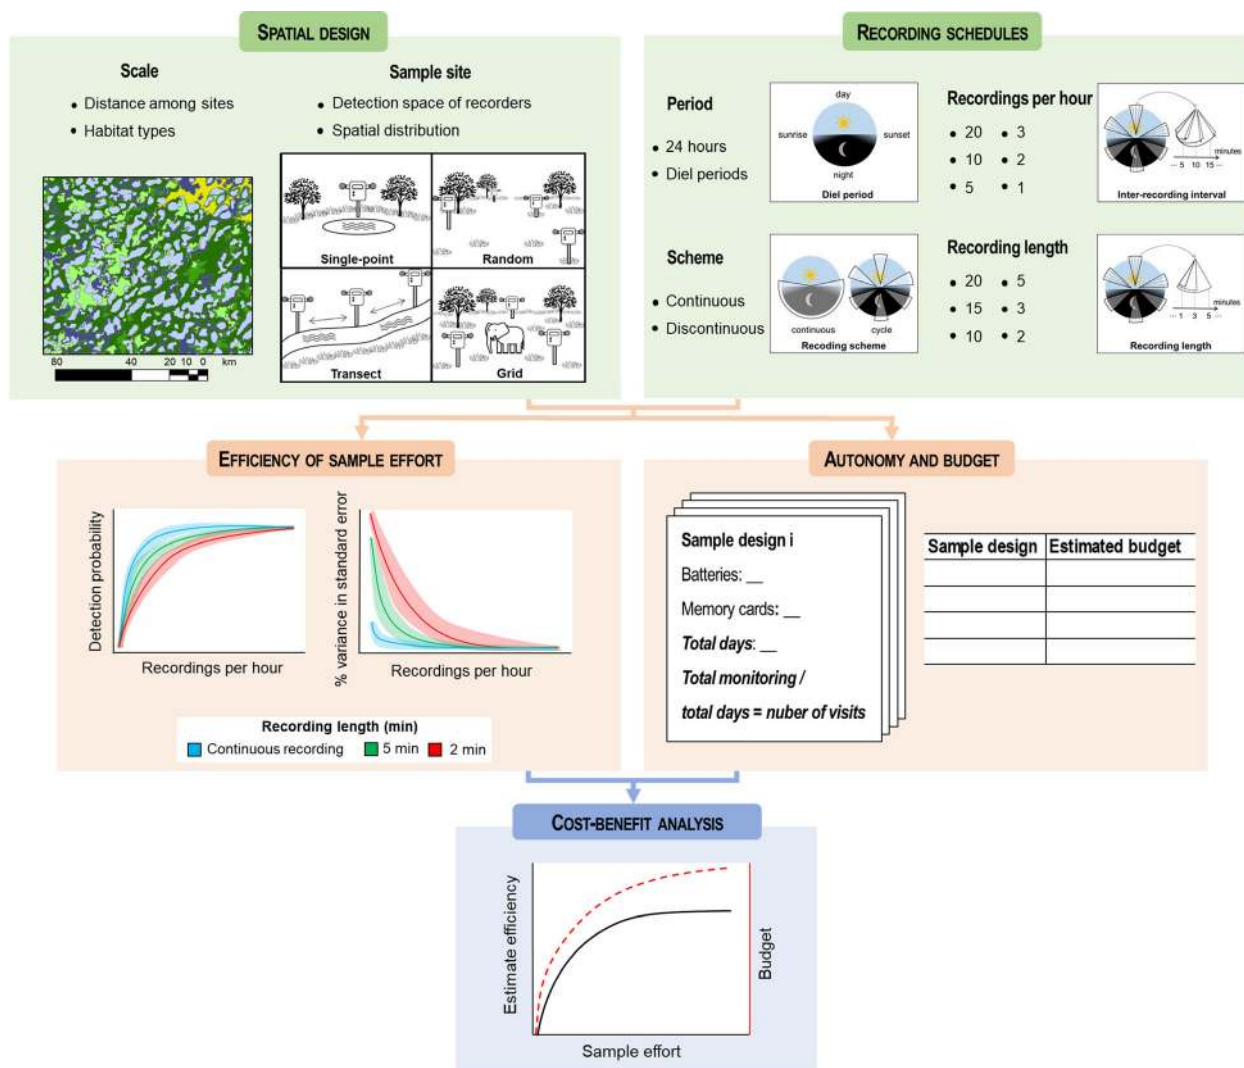 SPATIAL DESIGN
Scale
• Distance among sites
• Habitat types
Sample site
• Detection space of recorders
• Spatial distribution
80 40 20 10 0 km
Single-point
Random
Transect
Grid
RECORDING SCHEDULES
Period
• 24 hours
• Diel periods
day
sunrise
sunset
night
Diel period
Recordings per hour
• 20 • 3
• 10 • 2
• 5 • 1
minutes
··· 5 10 15 ···
Inter-recording interval
Scheme
• Continuous
• Discontinuous
continuous
cycle
Recoding scheme
Recording length
• 20 • 5
• 15 • 3
• 10 • 2
minutes
··· 1 3 5 ···
Recording length
EFFICIENCY OF SAMPLE EFFORT
Detection probability
Recordings per hour
% variance in standard error
Recordings per hour
Recording length (min)
Continuous recording 5 min 2 min
AUTONOMY AND BUDGET
Sample design i
Batteries: __
Memory cards: __
Total days: __
Total monitoring /
total days = nuber of visits
Sample design Estimated budget
COST-BENEFIT ANALYSIS
Estimate efficiency
Budget
Sample effort